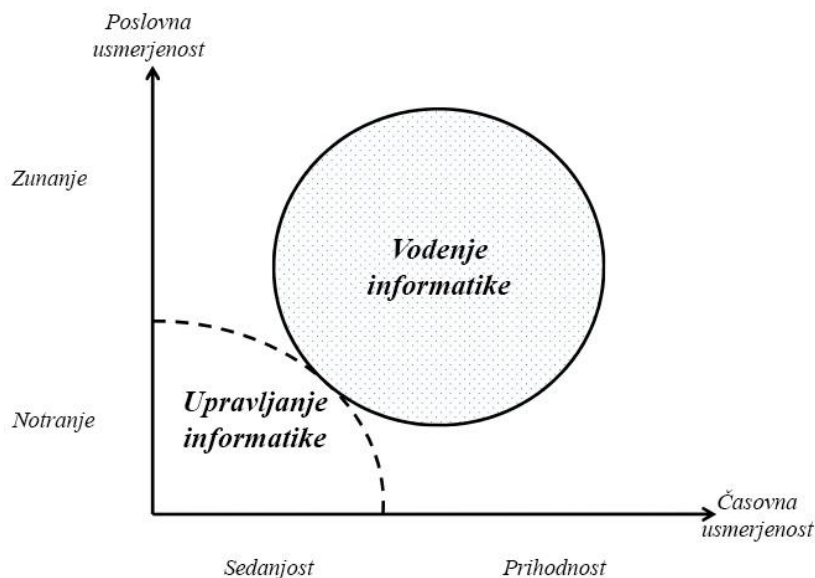 Poslovna
usmerjenost
Zunanje
Vodenje
informatike
Upravljanje
informatike
Notranje
Časovna
usmerjenost
Sedanjost
Prihodnost